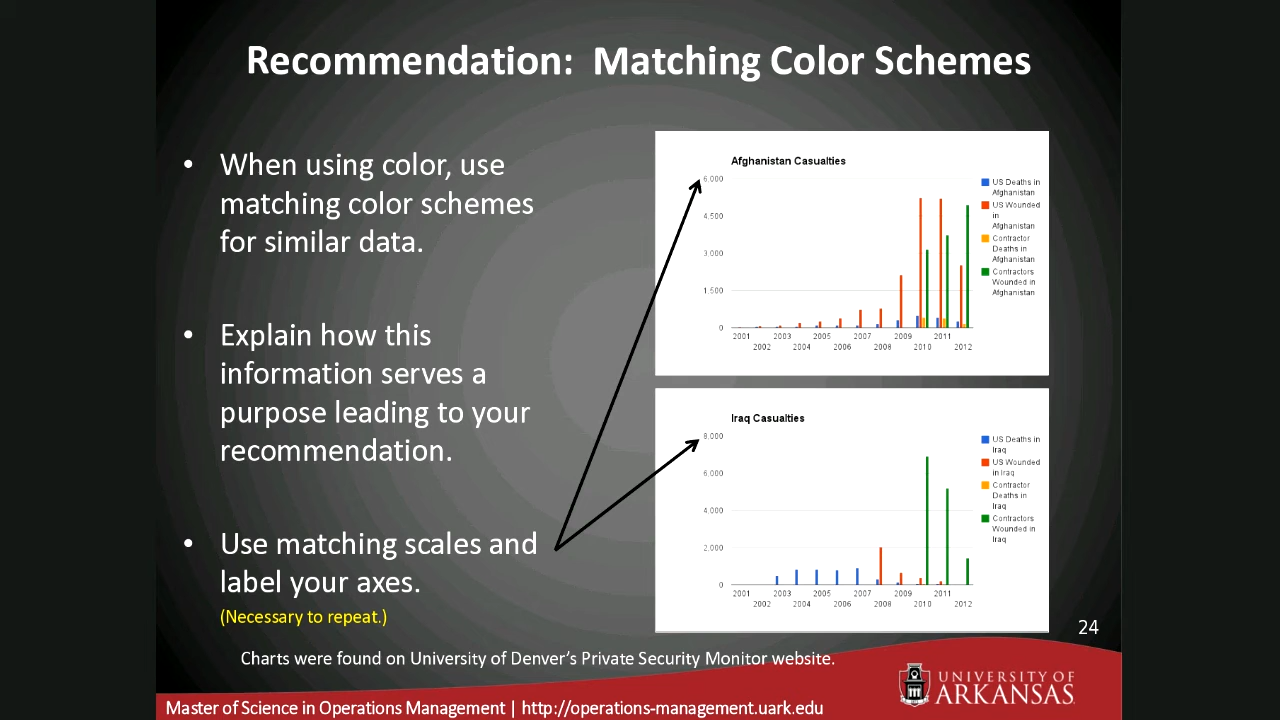 Recommendation: Matching Color Schemes
• When using color, use
matching color schemes
for similar data.
• Explain how this
information serves a
purpose leading to your
recommendation.
• Use matching scales and
label your axes.
(Necessary to repeat.)
Afghanistan Casualties
6,000
4,500
3,000
1,500
0
2001 2003 2005 2007 2009 2011
2002 2004 2006 2008 2010 2012
US Deaths in
Afghanistan
US Wounded
in
Afghanistan
Contractor
Deaths in
Afghanistan
Contractors
Wounded in
Afghanistan
Iraq Casualties
8,000
6,000
4,000
2,000
0
2001 2003 2005 2007 2009 2011
2002 2004 2006 2008 2010 2012
US Deaths in
Iraq
US Wounded
in Iraq
Contractor
Deaths in
Iraq
Contractors
Wounded in
Iraq
24
Charts were found on University of Denver's Private Security Monitor website.
UNIVERSITY OF
ARKANSAS
Master of Science in Operations Management | http://operations-management.uark.edu